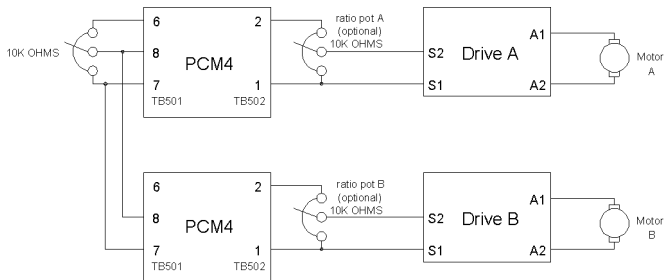 ratio pot A
(optional)
10K OHMS
6
2
8
10K OHMS
PCM4
7
1
TB501
TB502
S2
Drive A
A1
S1
A2
Motor
A
ratio pot B
(optional)
10K OHMS
6
2
8
PCM4
7
1
TB501
TB502
S2
Drive B
A1
S1
A2
Motor
B